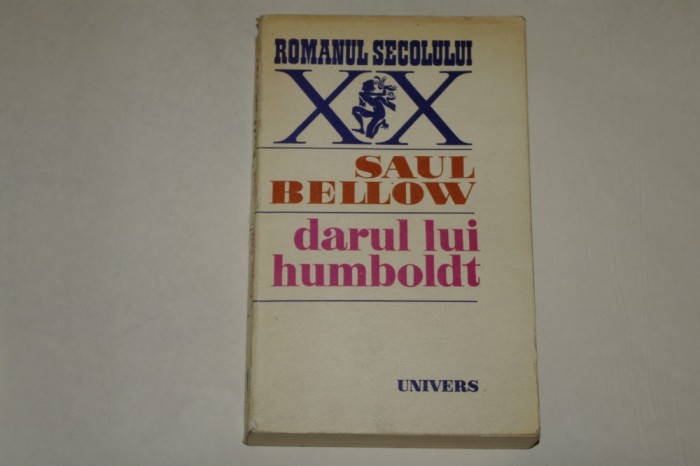 ROMANUL SECOLULUI
XX
SAUL
BELLOW
darul lui
humboldt
UNIVERS